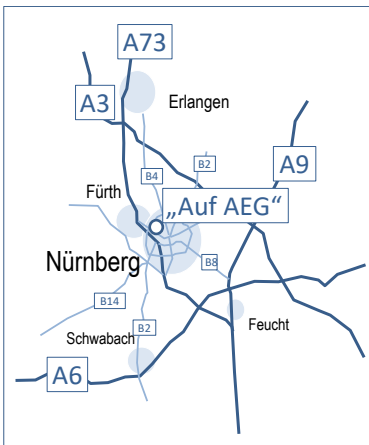 A73
A3
Erlangen
B2
A9
B4
Fürth
„Auf AEG“
Nürnberg
B8
B14
B2
Schwabach
Feucht
A6